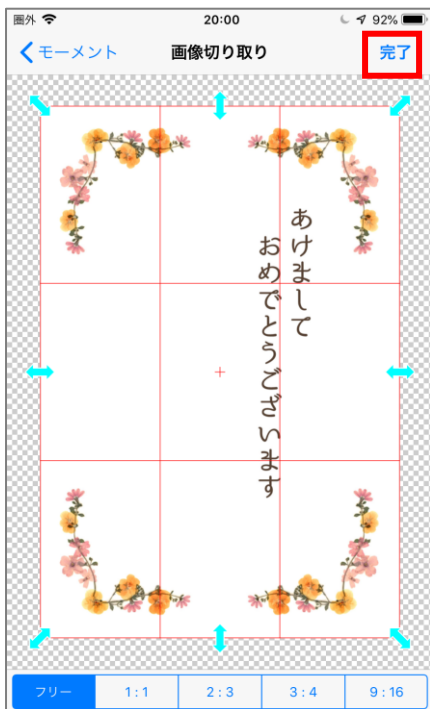 圏外 20:00 92%
モーメント 画像切り取り 完了
あけまして
おめでとうございます
フリー 1:1 2:3 3:4 9:16